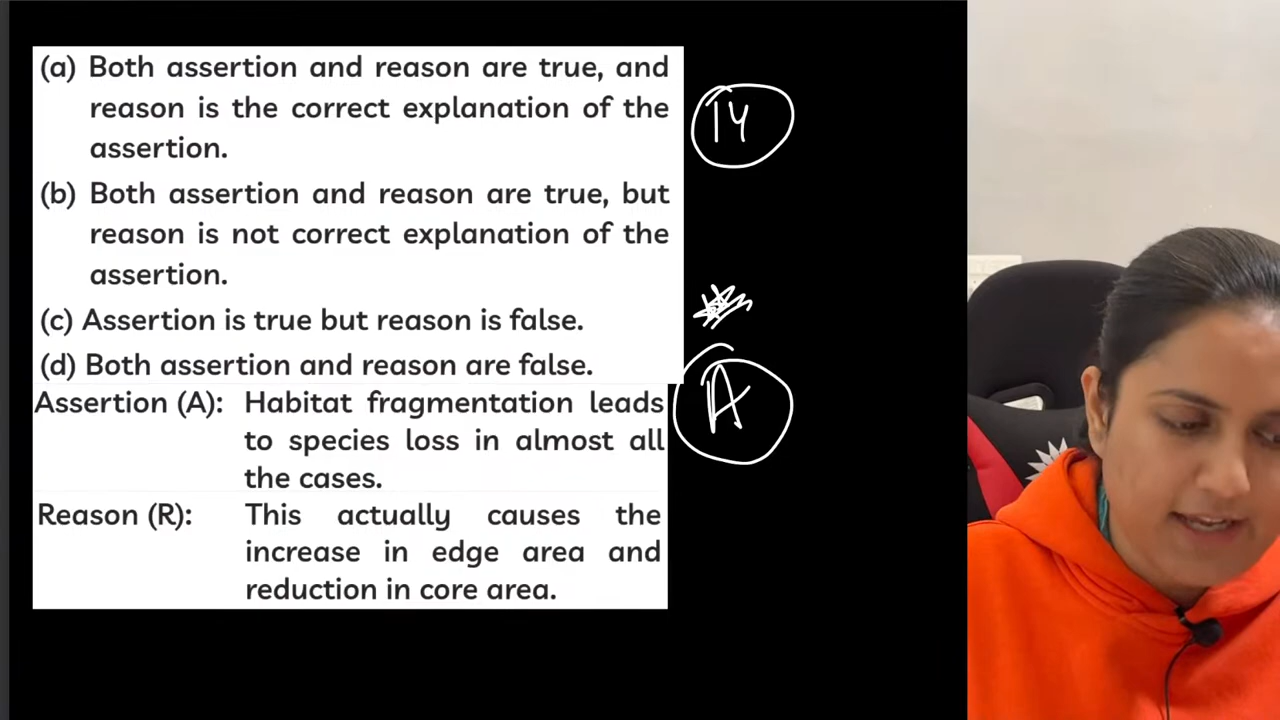 (a) Both assertion and reason are true, and
reason is the correct explanation of the
assertion.
14
(b) Both assertion and reason are true, but
reason is not correct explanation of the
assertion.
(c) Assertion is true but reason is false.
(d) Both assertion and reason are false.
Assertion (A): Habitat fragmentation leads
to species loss in almost all
the cases.
A
Reason (R): This actually causes the
increase in edge area and
reduction in core area.